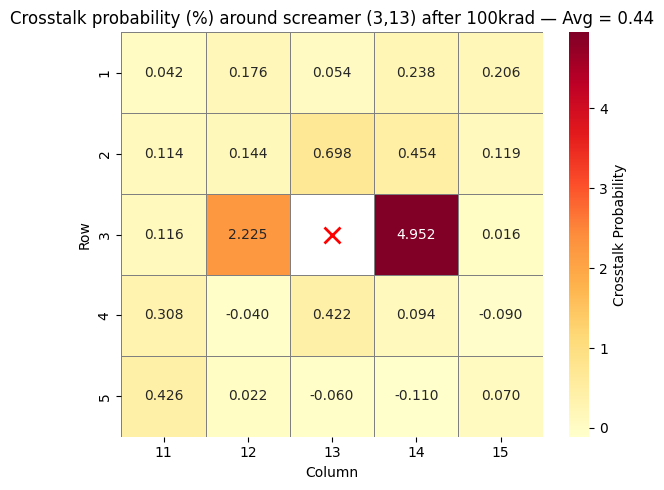 Crosstalk probability (%) around screamer (3,13) after 100krad — Avg = 0.44
1 0.042 0.176 0.054 0.238 0.206
2 0.114 0.144 0.698 0.454 0.119
3 0.116 2.225 4.952 0.016
4 0.308 -0.040 0.422 0.094 -0.090
5 0.426 0.022 -0.060 -0.110 0.070
11 12 13 14 15
Row
Column
4
3
2
1
0
Crosstalk Probability